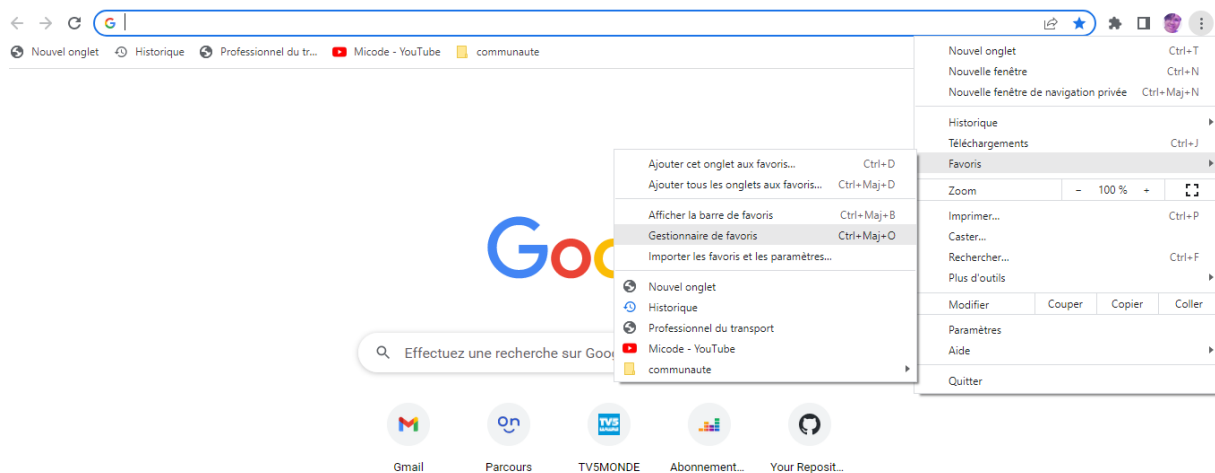 Nouvel onglet
Historique
Professionnel du tr...
Micode - YouTube
communaute
Nouvel onglet Ctrl+T
Nouvelle fenêtre Ctrl+N
Nouvelle fenêtre de navigation privée Ctrl+Maj+N
Historique
Téléchargements Ctrl+J
Favoris
Zoom - 100 % +
Imprimer... Ctrl+P
Caster...
Rechercher... Ctrl+F
Plus d'outils
Modifier Couper Copier Coller
Paramètres
Aide
Quitter
Ajouter cet onglet aux favoris... Ctrl+D
Ajouter tous les onglets aux favoris... Ctrl+Maj+D
Afficher la barre de favoris Ctrl+Maj+B
Gestionnaire de favoris Ctrl+Maj+O
Importer les favoris et les paramètres...
Nouvel onglet
Historique
Professionnel du transport
Micode - YouTube
communaute
Goo
Effectuez une recherche sur Goo
Gmail
Parcours
TV5MONDE
Abonnement...
Your Reposit...